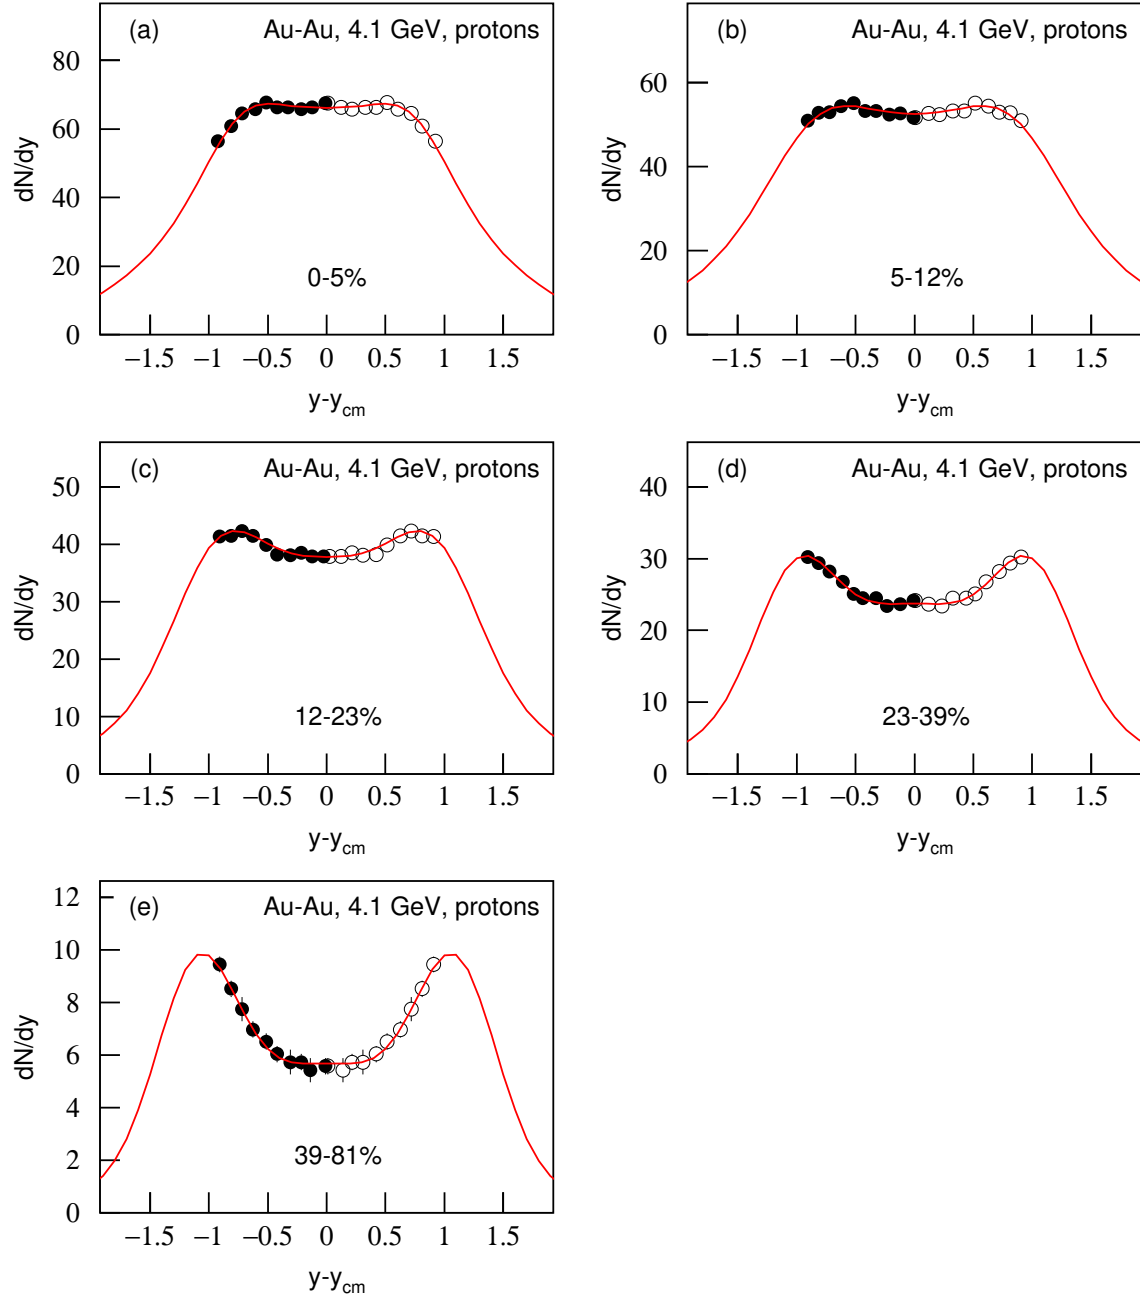 (a) Au-Au, 4.1 GeV, protons
80
60
40
20
0
dN/dy
0-5%
−1.5 −1 −0.5 0 0.5 1 1.5
y-ycm
(b) Au-Au, 4.1 GeV, protons
60
40
20
0
dN/dy
5-12%
−1.5 −1 −0.5 0 0.5 1 1.5
y-ycm
(c) Au-Au, 4.1 GeV, protons
50
40
30
20
10
0
dN/dy
12-23%
−1.5 −1 −0.5 0 0.5 1 1.5
y-ycm
(d) Au-Au, 4.1 GeV, protons
40
30
20
10
0
dN/dy
23-39%
−1.5 −1 −0.5 0 0.5 1 1.5
y-ycm
(e) Au-Au, 4.1 GeV, protons
12
10
8
6
4
2
0
dN/dy
39-81%
−1.5 −1 −0.5 0 0.5 1 1.5
y-ycm